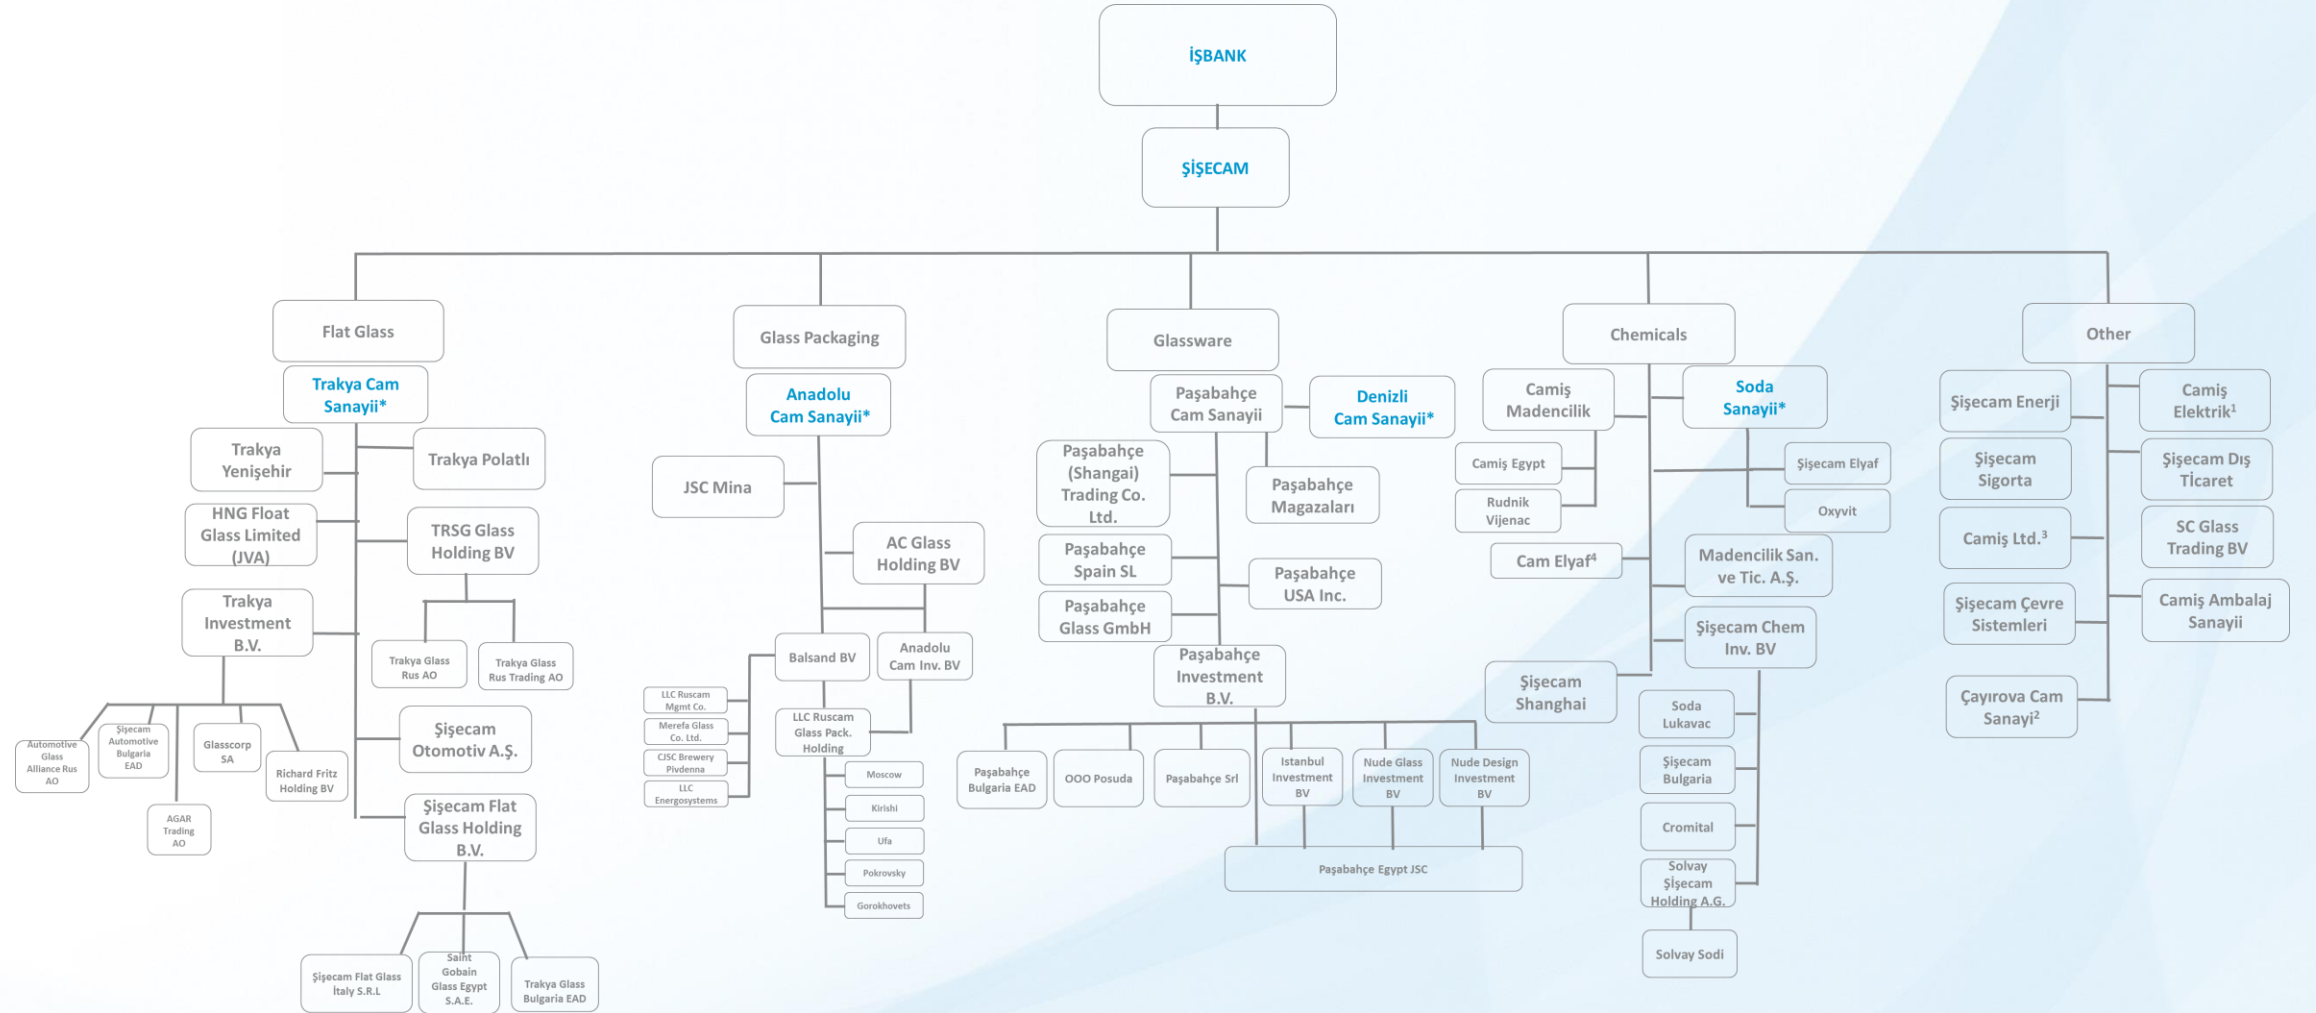 İŞBANK
ŞİŞECAM
Flat Glass
Trakya Cam
Sanayii*
Trakya
Yenişehir
Trakya Polatlı
HNG Float
Glass Limited
(JVA)
TRSG Glass
Holding BV
Trakya
Investment
B.V.
Trakya Glass
Rus AO
Trakya Glass
Rus Trading AO
Automotive
Glass
Alliance Rus
AO
Şişecam
Automotive
Bulgaria
EAD
AGAR
Trading
AO
Glasscorp
SA
Richard Fritz
Holding BV
Şişecam
Otomotiv A.Ş.
Şişecam Flat
Glass Holding
B.V.
Şişecam Flat Glass
İtaly S.R.L
Saint
Gobain
Glass Egypt
S.A.E.
Trakya Glass
Bulgaria EAD
Glass Packaging
Anadolu
Cam Sanayii*
JSC Mina
AC Glass
Holding BV
Balsand BV
Anadolu
Cam Inv. BV
LLC Ruscam
Mgmt Co.
Merefa Glass
Co. Ltd.
CJSC Brewery
Pivdenna
LLC
Energosystems
LLC Ruscam
Glass Pack.
Holding
Moscow
Kirishi
Ufa
Pokrovsky
Gorokhovets
Glassware
Paşabahçe
Cam Sanayii
Denizli
Cam Sanayii*
Paşabahçe
(Shangai)
Trading Co.
Ltd.
Paşabahçe
Magazaları
Paşabahçe
Spain SL
Paşabahçe
USA Inc.
Paşabahçe
Glass GmbH
Paşabahçe
Investment
B.V.
Paşabahçe
Bulgaria EAD
OOO Posuda
Paşabahçe Srl
Istanbul
Investment
BV
Nude Glass
Investment
BV
Nude Design
Investment
BV
Paşabahçe Egypt JSC
Chemicals
Camiş
Madencilik
Soda
Sanayii*
Camiş Egypt
Rudnik
Vijenac
Şişecam Elyaf
Oxyvit
Cam Elyaf⁴
Madencilik San.
ve Tic. A.Ş.
Şişecam Chem
Inv. BV
Şişecam
Shanghai
Soda
Lukavac
Şişecam
Bulgaria
Cromital
Solvay
Şİşecam
Holding A.G.
Solvay Sodi
Other
Şişecam Enerji
Camiş
Elektrik¹
Şişecam
Sigorta
Şişecam Dış
Tİcaret
Camiş Ltd.³
SC Glass
Trading BV
Şişecam Çevre
Sistemleri
Camiş Ambalaj
Sanayii
Çayırova Cam
Sanayi²